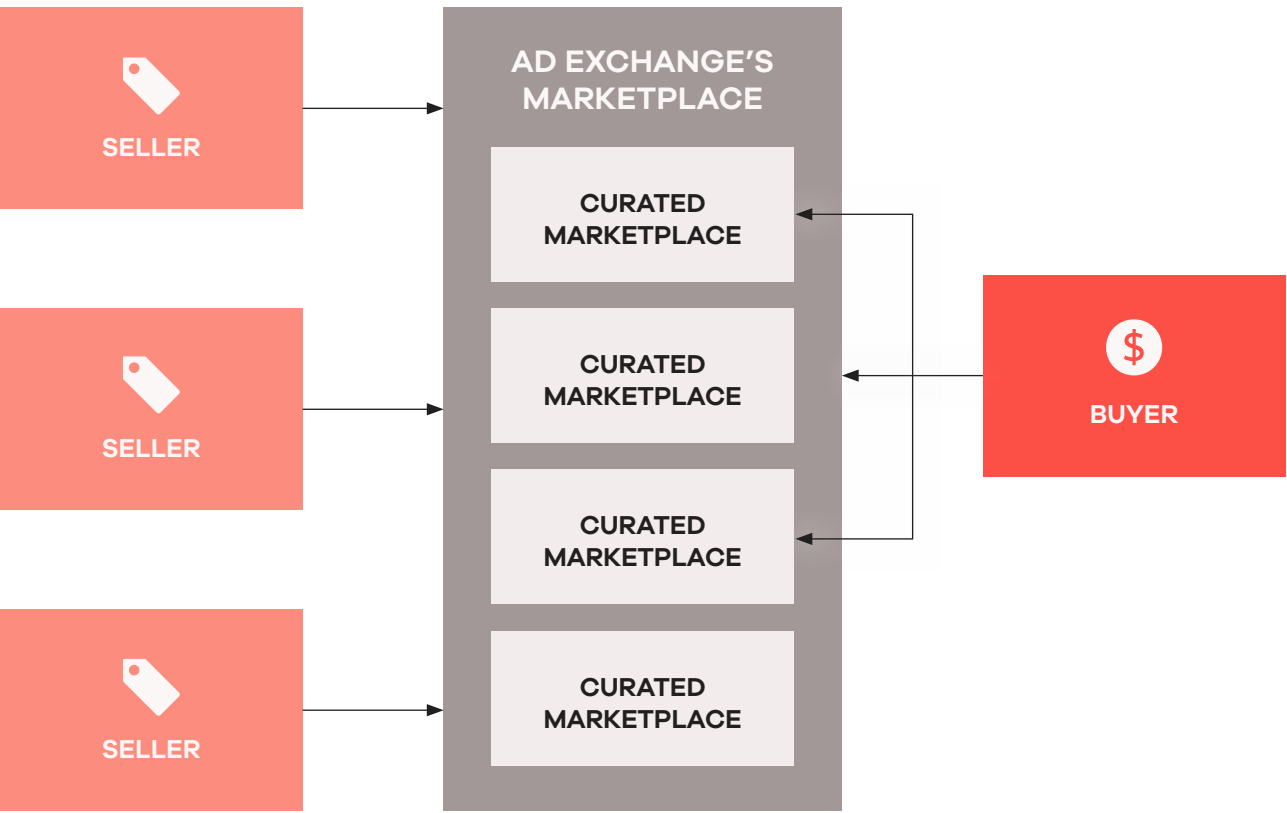 SELLER
SELLER
SELLER
AD EXCHANGE’S
MARKETPLACE
CURATED
MARKETPLACE
CURATED
MARKETPLACE
CURATED
MARKETPLACE
CURATED
MARKETPLACE
$
BUYER